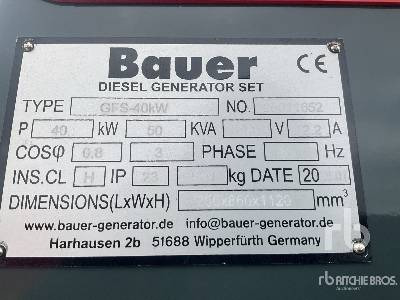 Bauer CE
DIESEL GENERATOR SET
TYPE GFS-40kW NO.
P 40 kW 50 KVA V A
COSφ 0.8 3 PHASE Hz
INS.CL H IP 23 kg DATE 20
DIMENSIONS(LxWxH) mm³
www.bauer-generator.de info@bauer-generator.de
Harhausen 2b 51688 Wipperfürth Germany
rb RITCHIE BROS.
Auctioneers